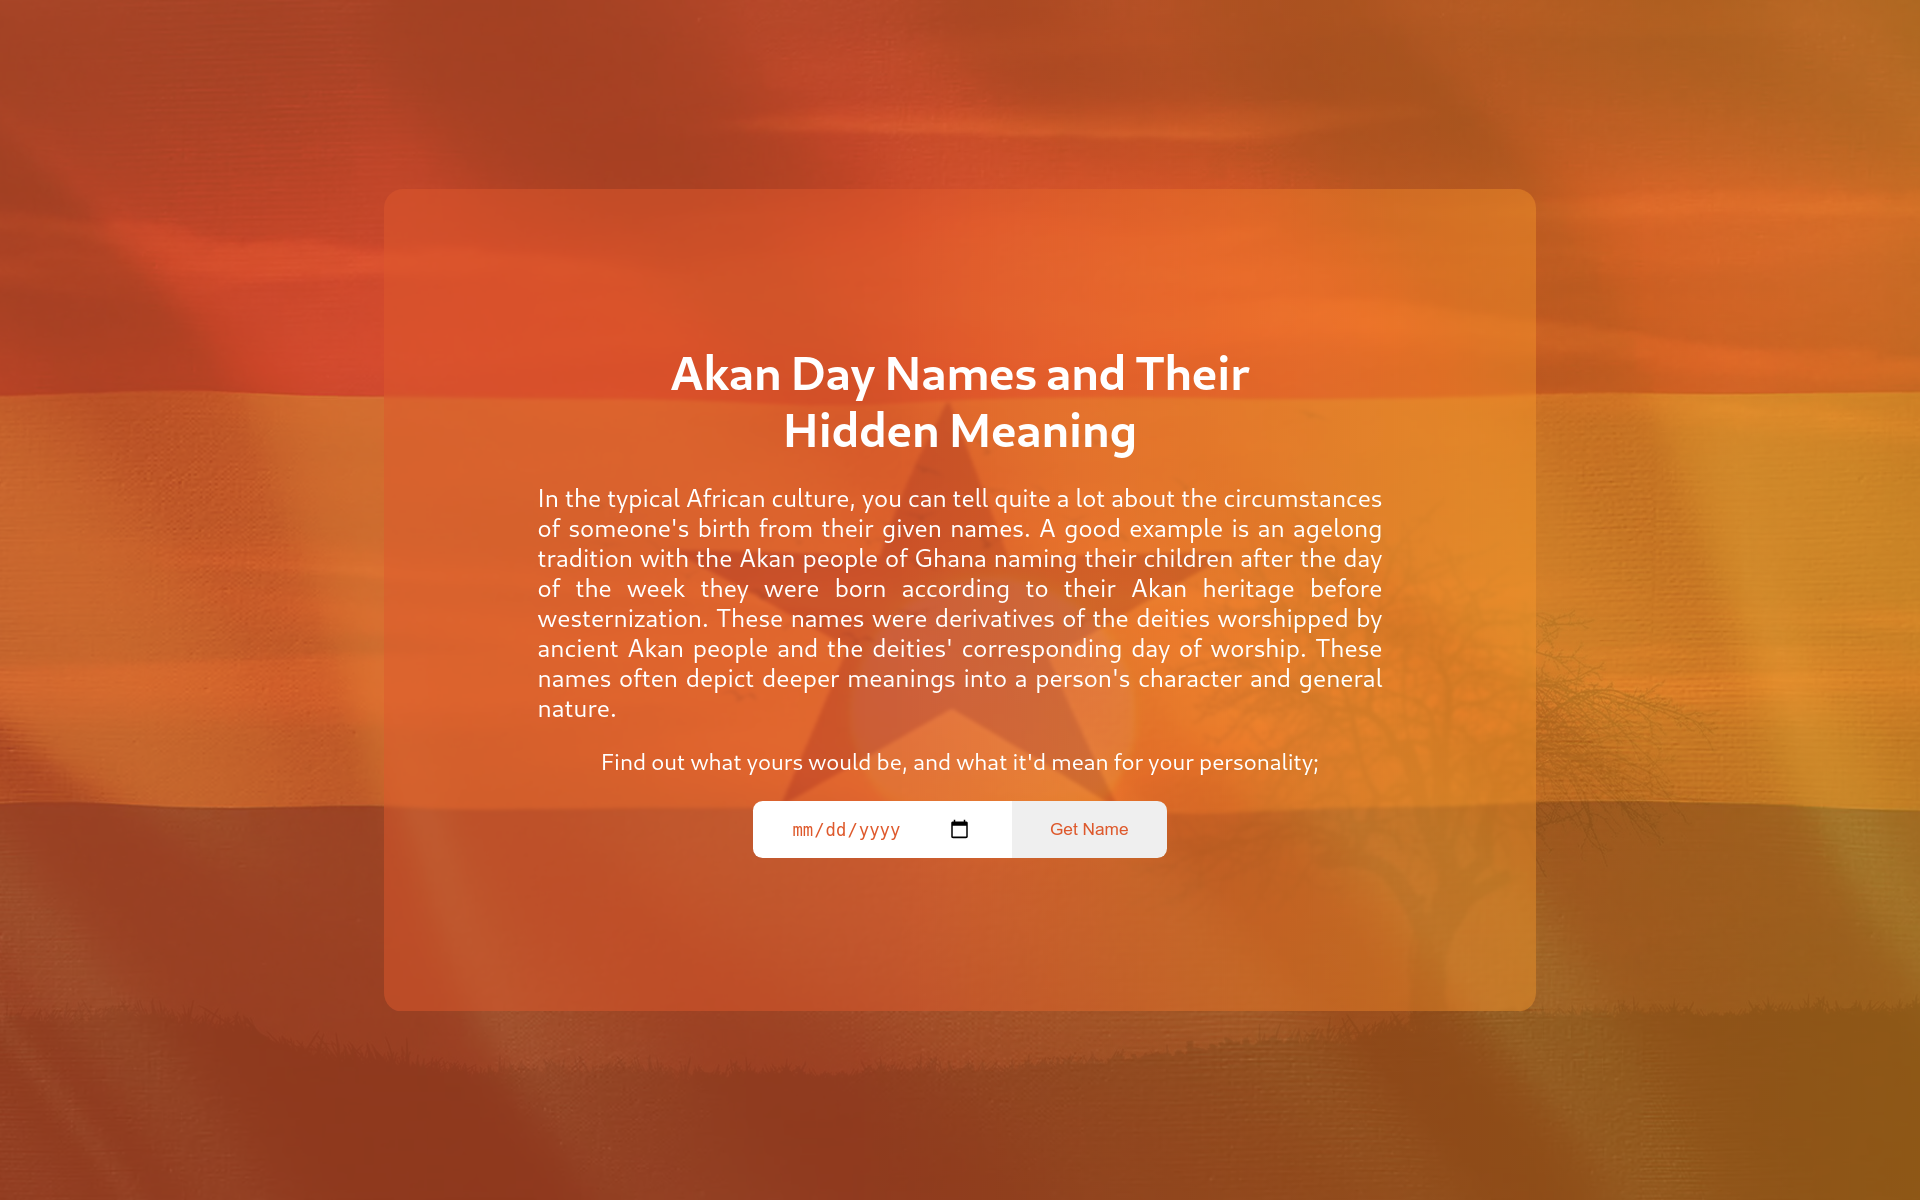 Akan Day Names and Their
Hidden Meaning
In the typical African culture, you can tell quite a lot about the circumstances
of someone's birth from their given names. A good example is an agelong
tradition with the Akan people of Ghana naming their children after the day
of the week they were born according to their Akan heritage before
westernization. These names were derivatives of the deities worshipped by
ancient Akan people and the deities' corresponding day of worship. These
names often depict deeper meanings into a person's character and general
nature.
Find out what yours would be, and what it'd mean for your personality;
mm/dd/yyyy
Get Name